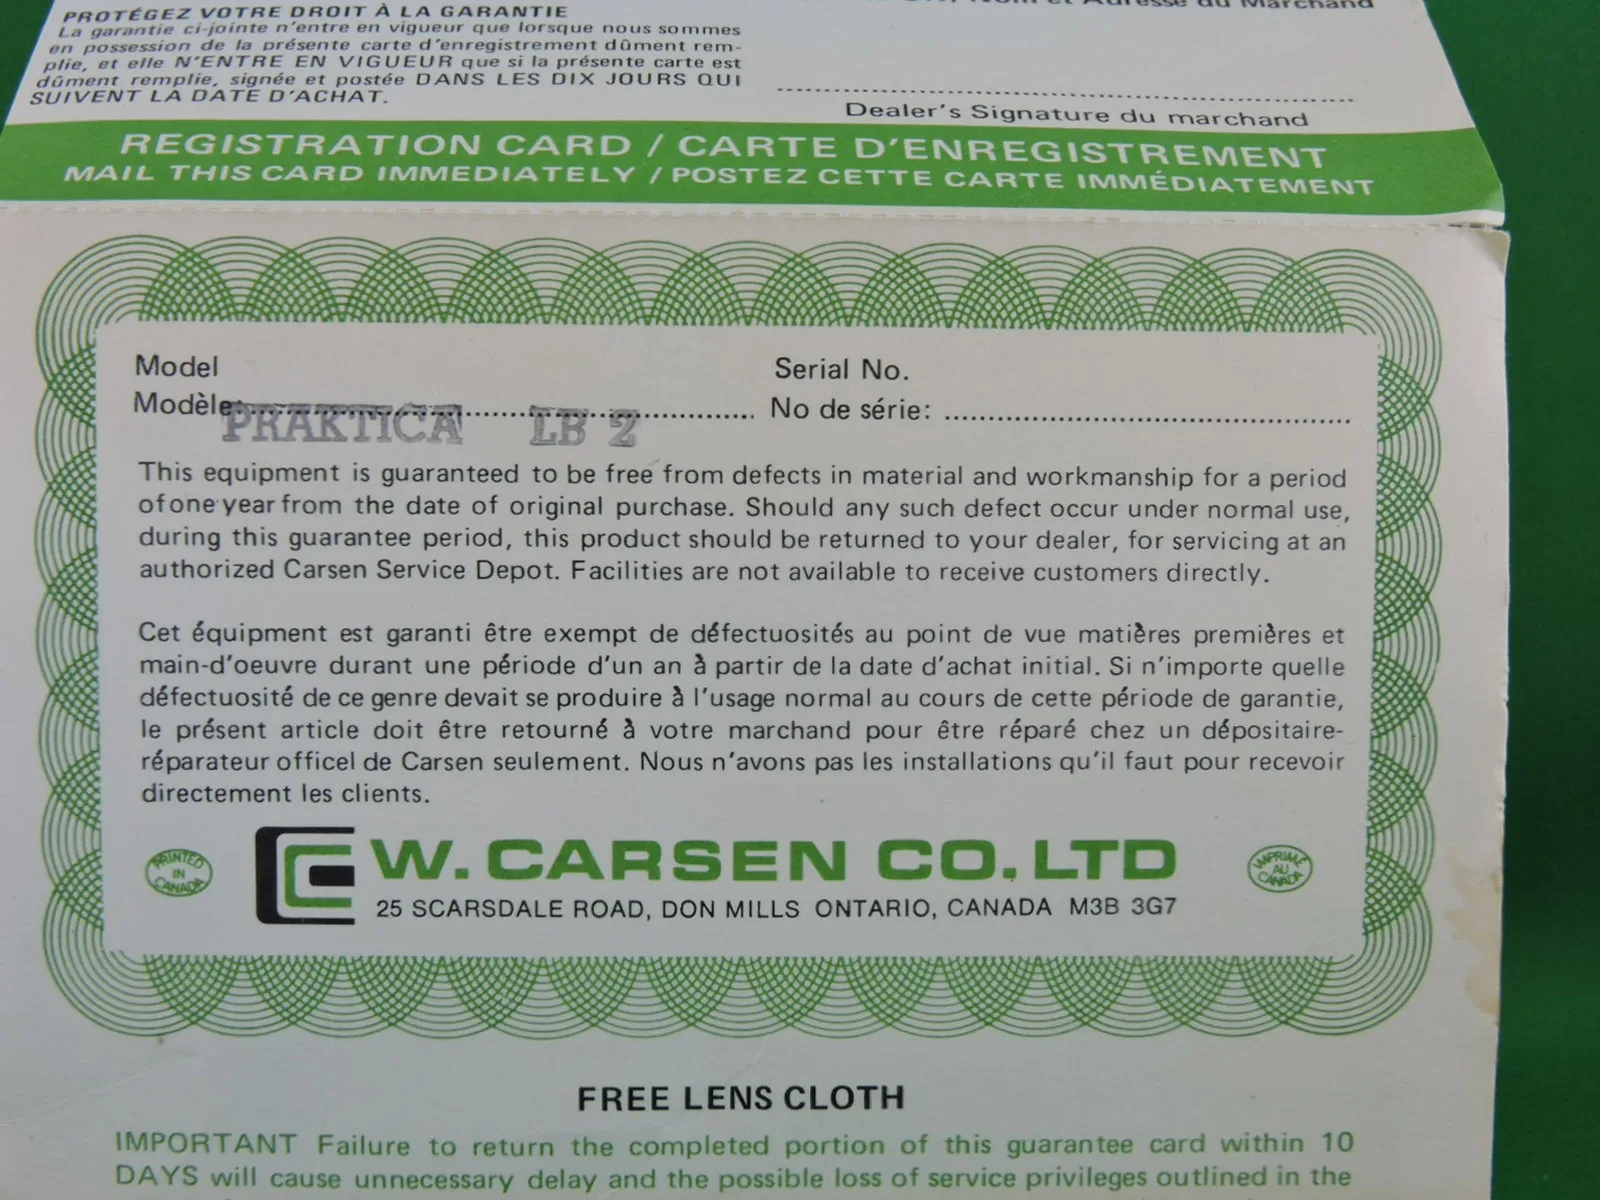 PROTÉGEZ VOTRE DROIT À LA GARANTIE
La garantie ci-jointe n'entre en vigueur que lorsque nous sommes
en possession de la présente carte d'enregistrement dûment rem-
plie, et elle N'ENTRE EN VIGUEUR que si la présente carte est
dûment remplie, signée et postée DANS LES DIX JOURS QUI
SUIVENT LA DATE D'ACHAT.
Nom et Adresse du Marchand
Dealer's Signature du marchand
REGISTRATION CARD / CARTE D'ENREGISTREMENT
MAIL THIS CARD IMMEDIATELY / POSTEZ CETTE CARTE IMMÉDIATEMENT
Model
Modèle:
PRAKTICA LB 2
Serial No.
No de série:
This equipment is guaranteed to be free from defects in material and workmanship for a period
of one year from the date of original purchase. Should any such defect occur under normal use,
during this guarantee period, this product should be returned to your dealer, for servicing at an
authorized Carsen Service Depot. Facilities are not available to receive customers directly.
Cet équipment est garanti être exempt de défectuosités au point de vue matières premières et
main-d'oeuvre durant une période d'un an à partir de la date d'achat initial. Si n'importe quelle
défectuosité de ce genre devait se produire à l'usage normal au cours de cette période de garantie,
le présent article doit être retourné à votre marchand pour être réparé chez un dépositaire-
réparateur officel de Carsen seulement. Nous n'avons pas les installations qu'il faut pour recevoir
directement les clients.
PRINTED
IN
CANADA
W. CARSEN CO. LTD
25 SCARSDALE ROAD, DON MILLS ONTARIO, CANADA M3B 3G7
IMPRIMÉ
AU
CANADA
FREE LENS CLOTH
IMPORTANT Failure to return the completed portion of this guarantee card within 10
DAYS will cause unnecessary delay and the possible loss of service privileges outlined in the